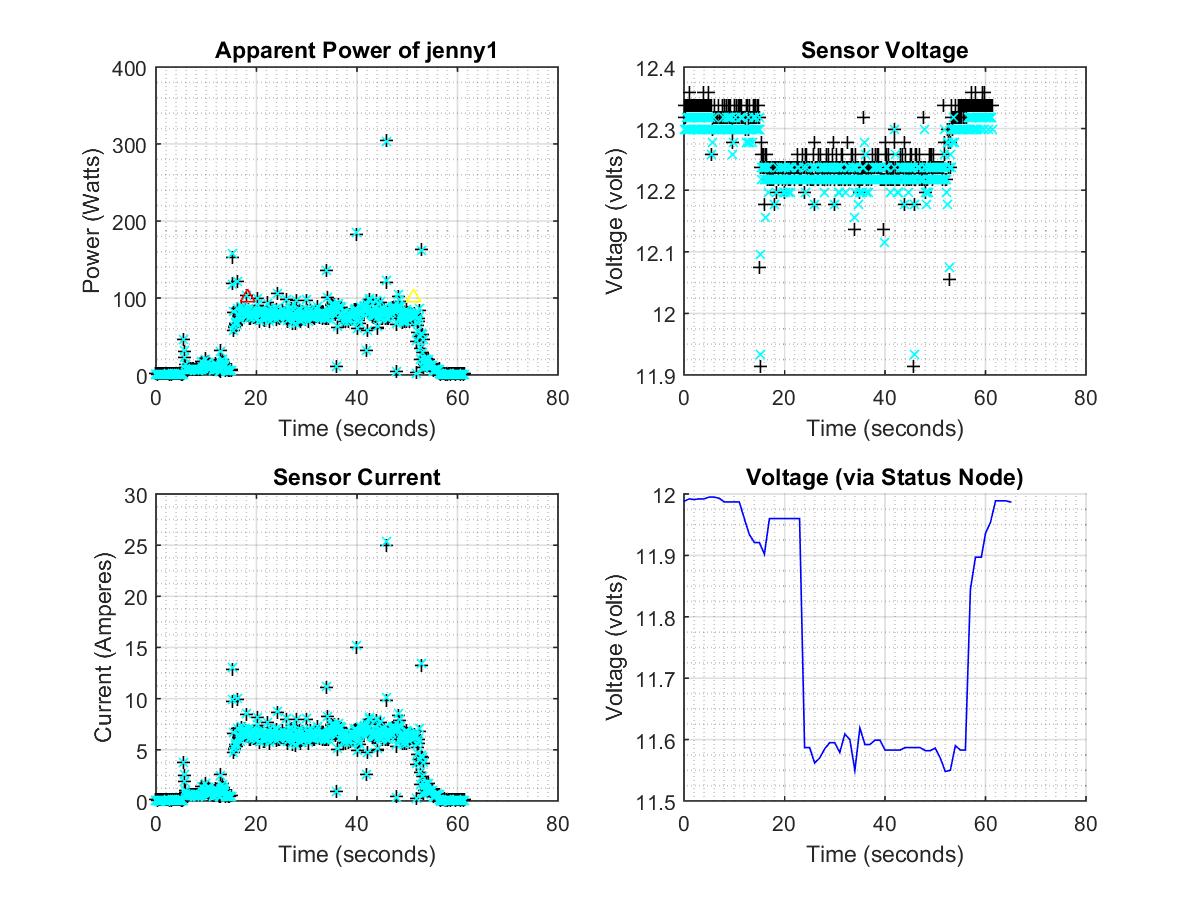 Apparent Power of jenny1
400
300
200
100
0
Power (Watts)
0 20 40 60 80
Time (seconds)
Sensor Voltage
12.4
12.3
12.2
12.1
12
11.9
Voltage (volts)
0 20 40 60 80
Time (seconds)
Sensor Current
30
25
20
15
10
5
0
Current (Amperes)
0 20 40 60 80
Time (seconds)
Voltage (via Status Node)
12
11.9
11.8
11.7
11.6
11.5
Voltage (volts)
0 20 40 60 80
Time (seconds)